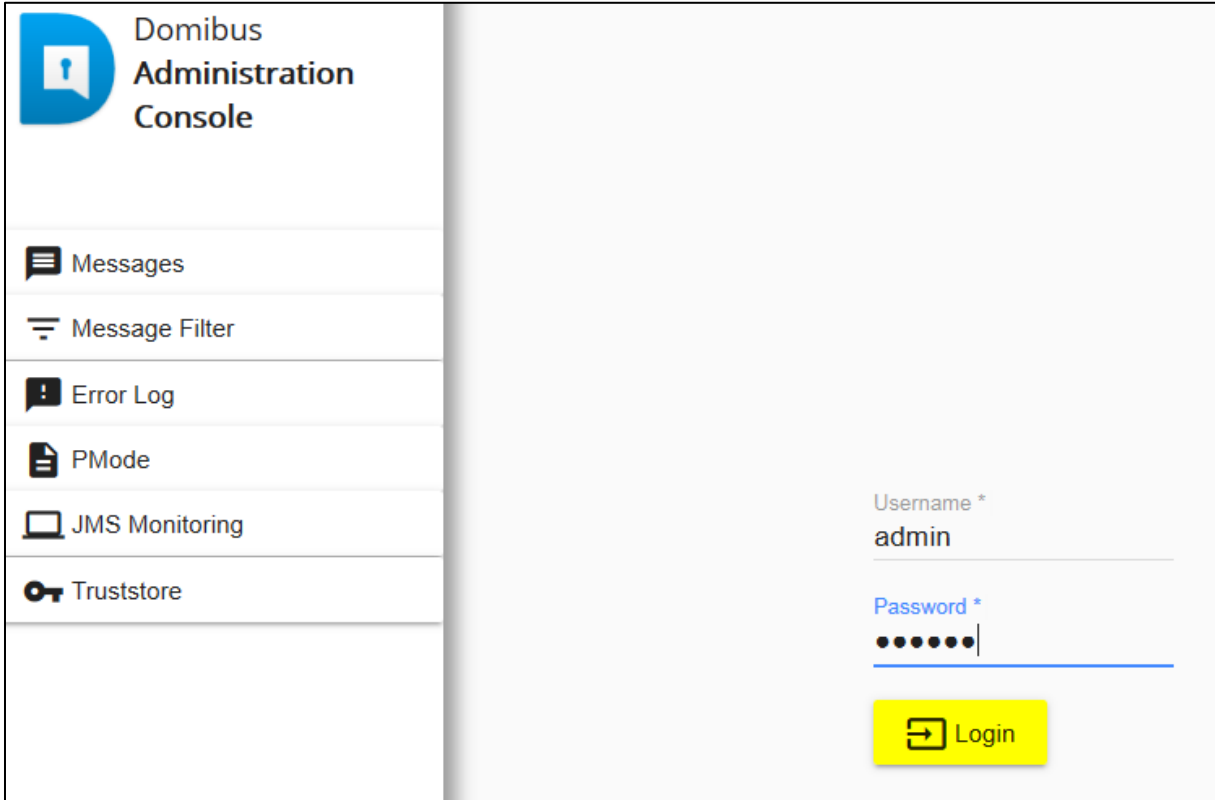 Domibus
Administration
Console
Messages
Message Filter
Error Log
PMode
JMS Monitoring
Truststore
Username *
admin
Password *
●●●●●●
Login